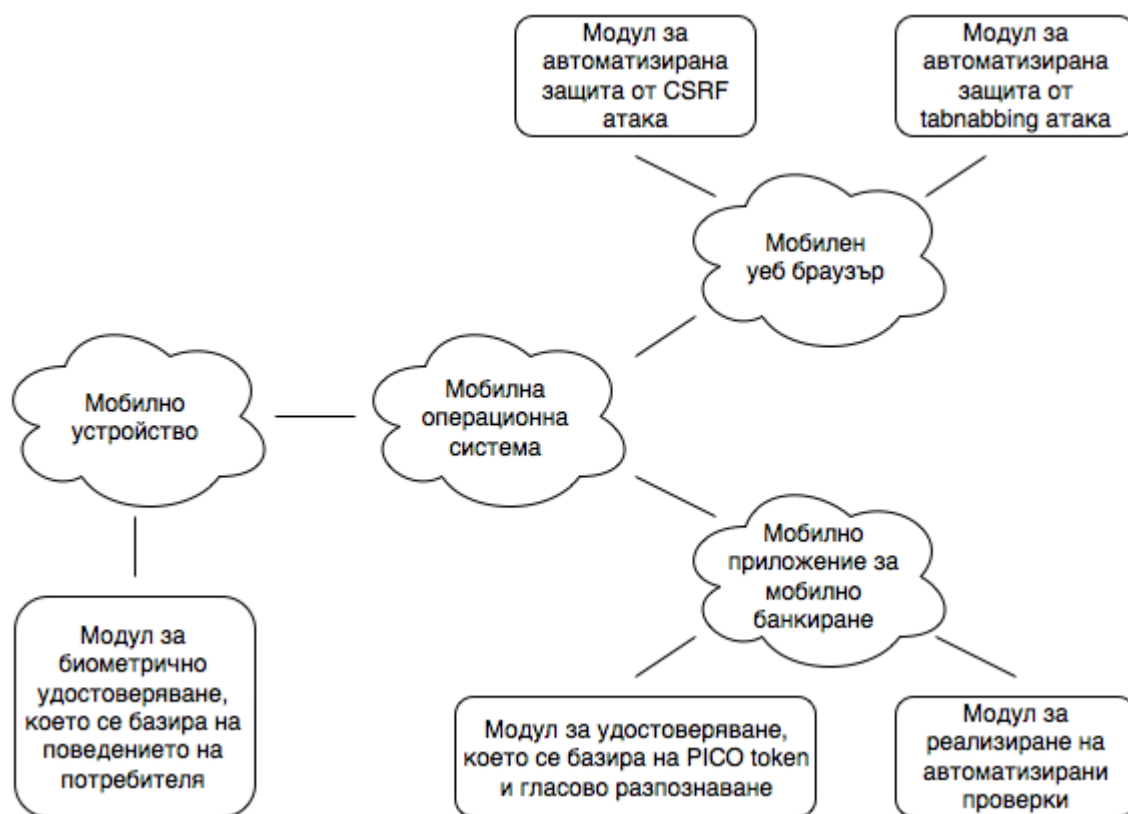 Модул за
автоматизирана
защита от CSRF
атака
Модул за
автоматизирана
защита от
tabnabbing атака
Мобилен
уеб браузър
Мобилно
устройство
Мобилна
операционна
система
Мобилно
приложение за
мобилно
банкиране
Модул за
биометрично
удостоверяване,
което се базира на
поведението на
потребителя
Модул за удостоверяване,
което се базира на PICO token
и гласово разпознаване
Модул за
реализиране на
автоматизирани
проверки